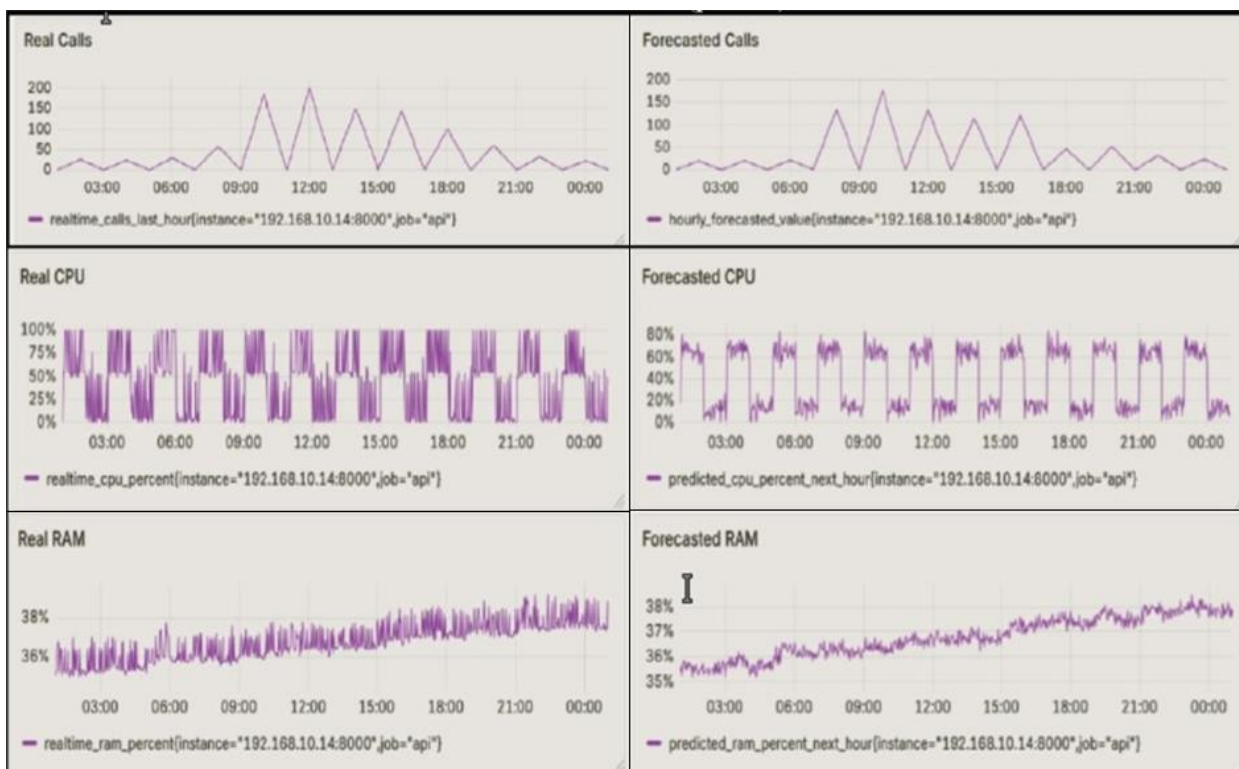 Real Calls
200
150
100
50
0
03:00 06:00 09:00 12:00 15:00 18:00 21:00 00:00
realtime_calls_last_hour{instance="192.168.10.14:8000",job="api"}
Forecasted Calls
200
150
100
50
0
03:00 06:00 09:00 12:00 15:00 18:00 21:00 00:00
hourly_forecasted_value{instance="192.168.10.14:8000",job="api"}
Real CPU
100%
75%
50%
25%
0%
03:00 06:00 09:00 12:00 15:00 18:00 21:00 00:00
realtime_cpu_percent{instance="192.168.10.14:8000",job="api"}
Forecasted CPU
80%
60%
40%
20%
0%
03:00 06:00 09:00 12:00 15:00 18:00 21:00 00:00
predicted_cpu_percent_next_hour{instance="192.168.10.14:8000",job="api"}
Real RAM
38%
36%
03:00 06:00 09:00 12:00 15:00 18:00 21:00 00:00
realtime_ram_percent{instance="192.168.10.14:8000",job="api"}
Forecasted RAM
38%
37%
36%
35%
03:00 06:00 09:00 12:00 15:00 18:00 21:00 00:00
predicted_ram_percent_next_hour{instance="192.168.10.14:8000",job="api"}